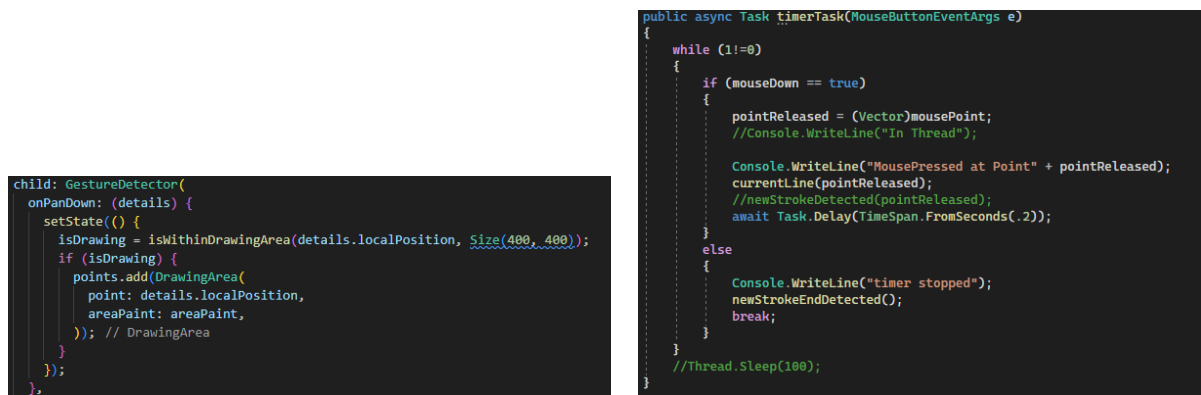 child: GestureDetector(
onPanDown: (details) {
setState(() {
isDrawing = isWithinDrawingArea(details.localPosition, Size(400, 400));
if (isDrawing) {
points.add(DrawingArea(
point: details.localPosition,
areaPaint: areaPaint,
)); // DrawingArea
}
});
},
public async Task timerTask(MouseButtonEventArgs e)
{
while (1!=0)
{
if (mouseDown == true)
{
pointReleased = (Vector)mousePoint;
//Console.WriteLine("In Thread");
Console.WriteLine("MousePressed at Point" + pointReleased);
currentLine(pointReleased);
//newStrokeDetected(pointReleased);
await Task.Delay(TimeSpan.FromSeconds(.2));
}
else
{
Console.WriteLine("timer stopped");
newStrokeEndDetected();
break;
}
}
//Thread.Sleep(100);
}